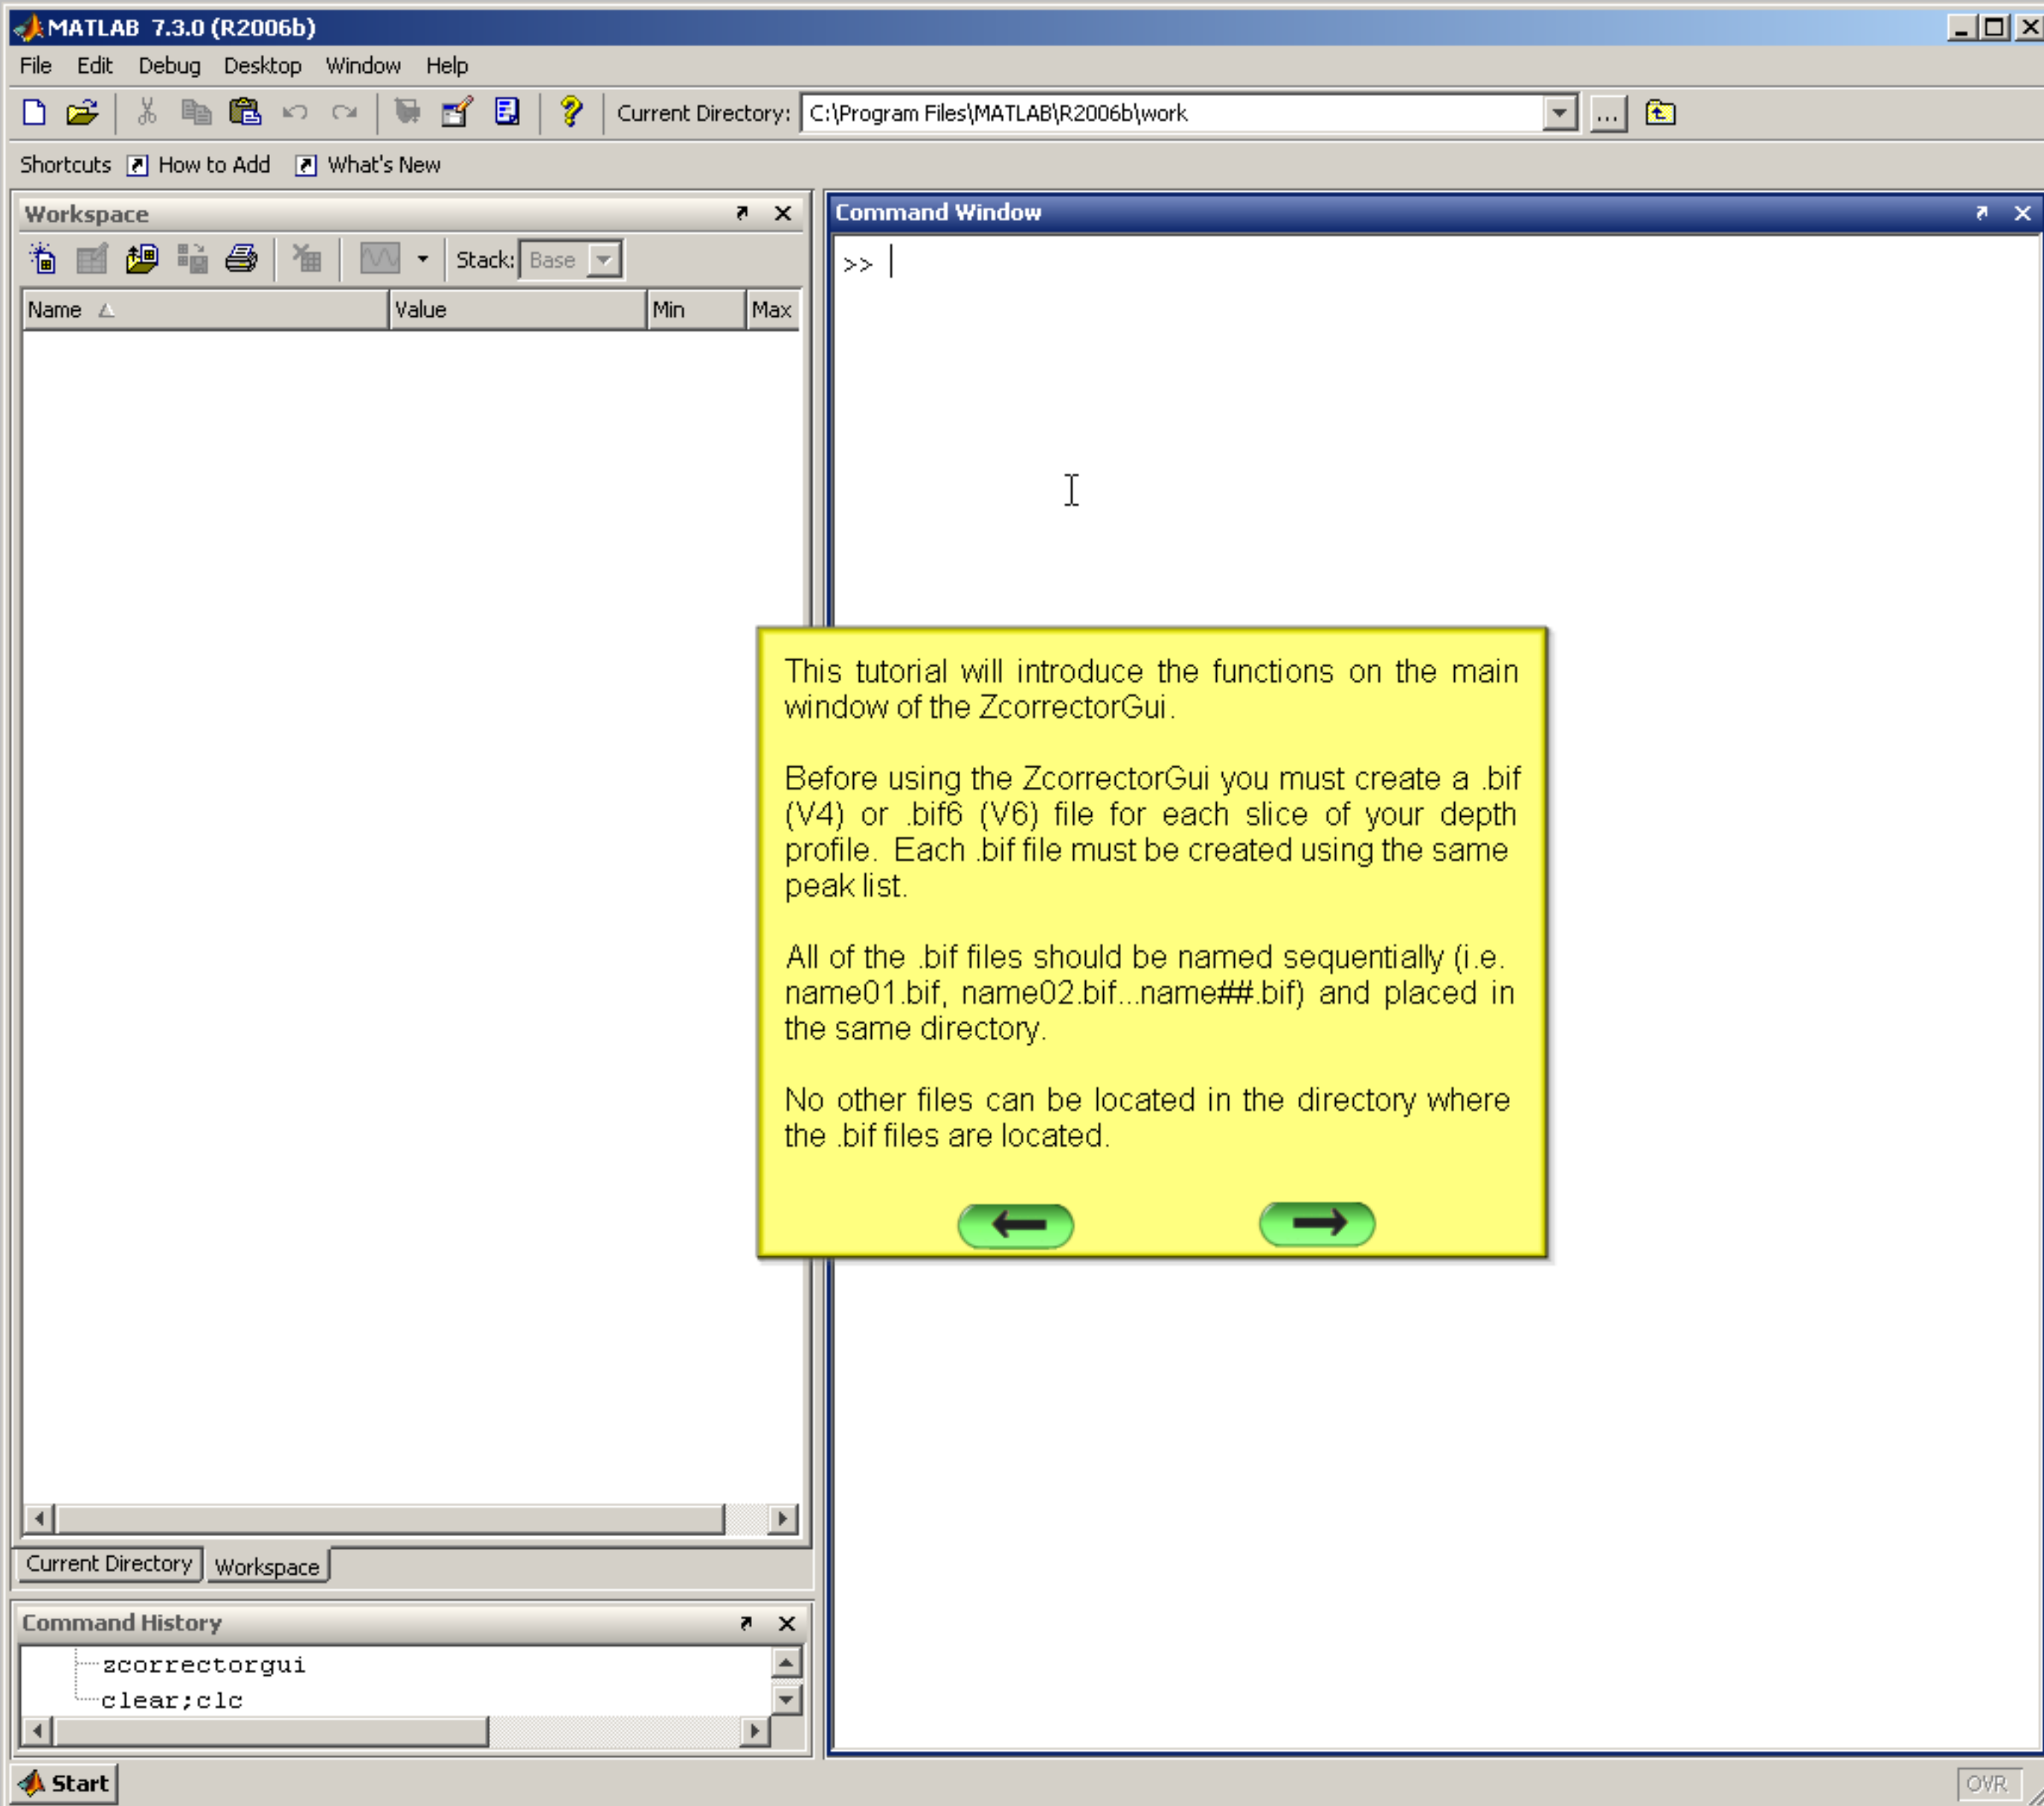 MATLAB 7.3.0 (R2006b)
File Edit Debug Desktop Window Help
Current Directory: C:\Program Files\MATLAB\R2006b\work ...
Shortcuts How to Add What's New
Workspace
Stack: Base
Name Value Min Max
Command Window
>>
This tutorial will introduce the functions on the main
window of the ZcorrectorGui.
Before using the ZcorrectorGui you must create a .bif
(V4) or .bif6 (V6) file for each slice of your depth
profile. Each .bif file must be created using the same
peak list.
All of the .bif files should be named sequentially (i.e.
name01.bif, name02.bif...name##.bif) and placed in
the same directory.
No other files can be located in the directory where
the .bif files are located.
Current Directory Workspace
Command History
zcorrectorgui
clear;clc
Start
OVR